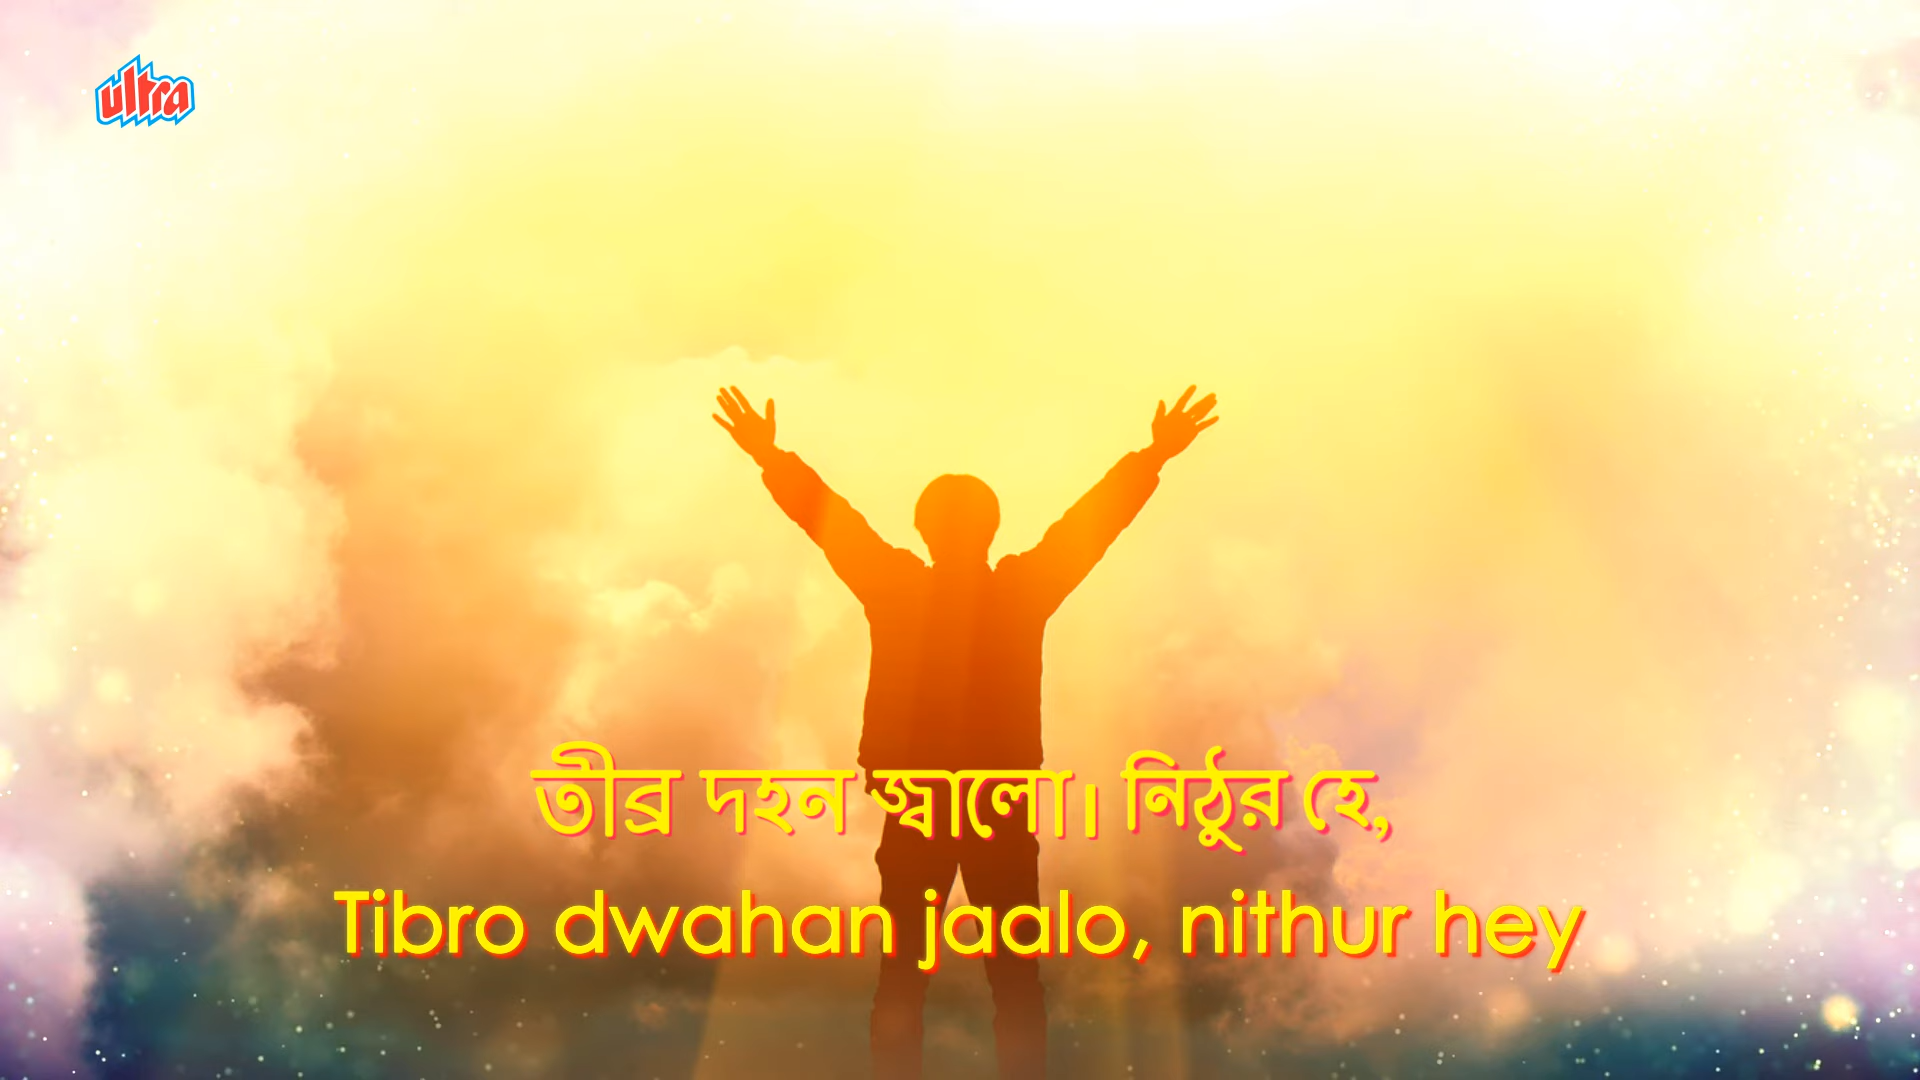 ultra
তীব্র দহন জ্বালো। নিঠুর হে,
Tibro dwahan jaalo, nithur hey